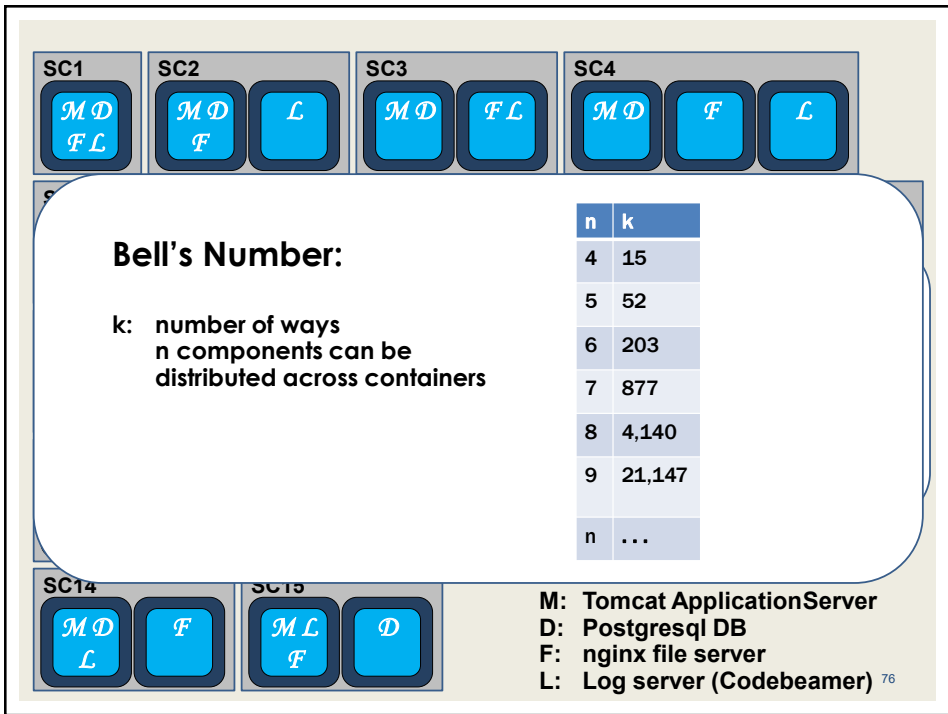 SC1 SC2 SC3 SC4
M D M D L M D F L M D F L
F L F
Bell's Number:
k: number of ways
n components can be
distributed across containers
n k
4 15
5 52
6 203
7 877
8 4,140
9 21,147
n ...
SC14 SC15
M D F M L D
L F
M: Tomcat ApplicationServer
D: Postgresql DB
F: nginx file server
L: Log server (Codebeamer) 76